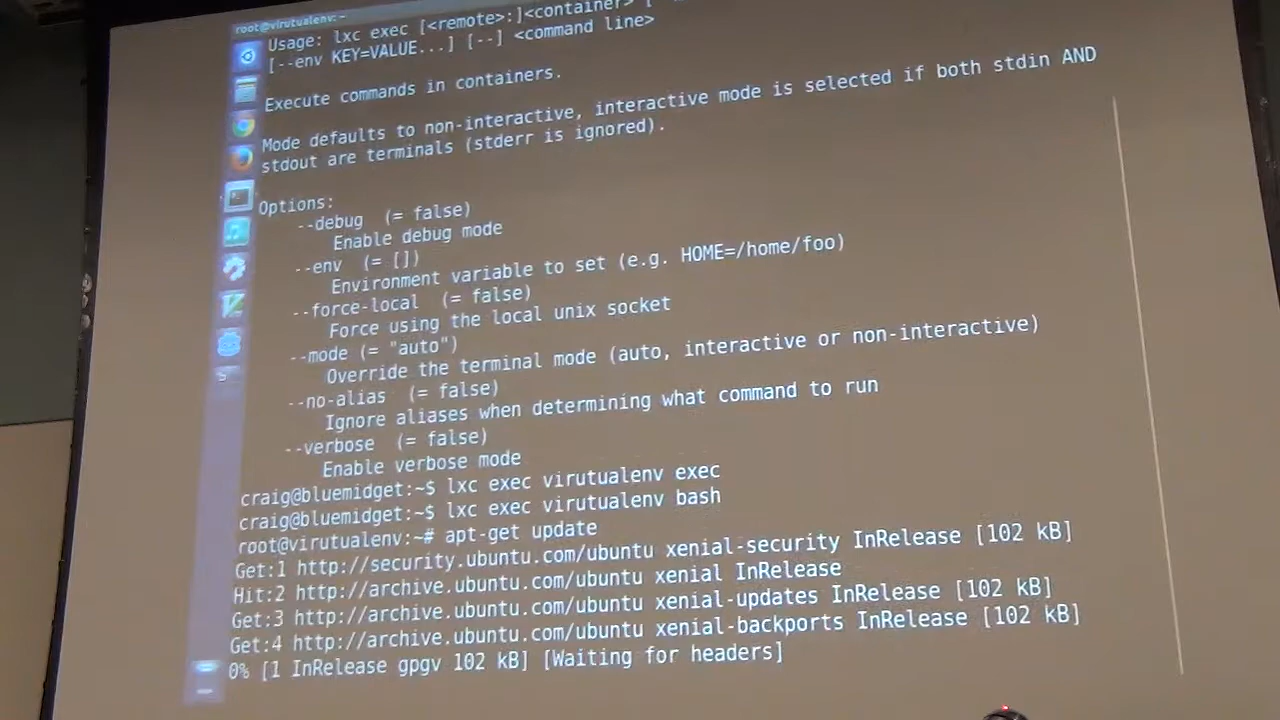 root@virutualenv: ~
Usage: lxc exec [<remote>:]<container> [
[--env KEY=VALUE...] [--] <command line>
Execute commands in containers.
Mode defaults to non-interactive, interactive mode is selected if both stdin AND
stdout are terminals (stderr is ignored).
Options:
--debug (= false)
Enable debug mode
--env (= [])
Environment variable to set (e.g. HOME=/home/foo)
--force-local (= false)
Force using the local unix socket
--mode (= "auto")
Override the terminal mode (auto, interactive or non-interactive)
--no-alias (= false)
Ignore aliases when determining what command to run
--verbose (= false)
Enable verbose mode
craig@bluemidget:~$ lxc exec virutualenv exec
craig@bluemidget:~$ lxc exec virutualenv bash
root@virutualenv:~# apt-get update
Get:1 http://security.ubuntu.com/ubuntu xenial-security InRelease [102 kB]
Hit:2 http://archive.ubuntu.com/ubuntu xenial InRelease
Get:3 http://archive.ubuntu.com/ubuntu xenial-updates InRelease [102 kB]
Get:4 http://archive.ubuntu.com/ubuntu xenial-backports InRelease [102 kB]
0% [1 InRelease gpgv 102 kB] [Waiting for headers]